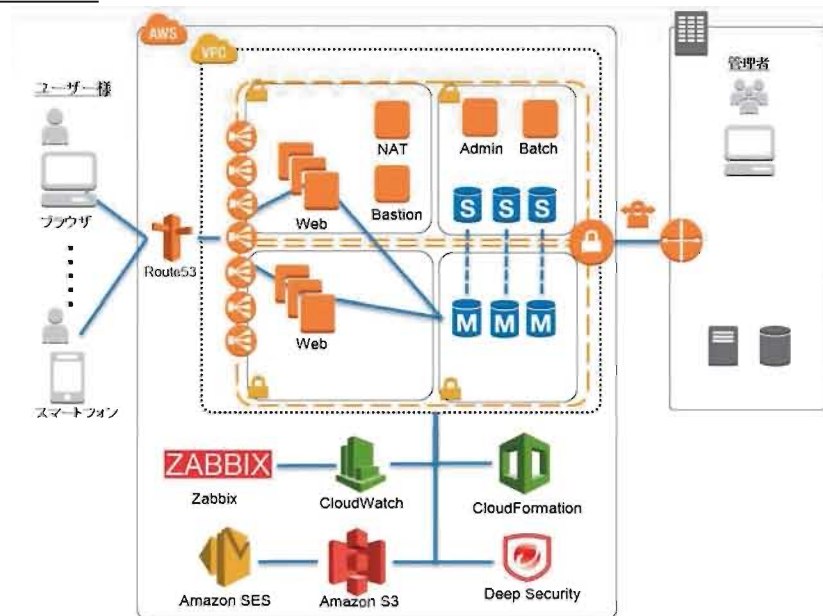 AWS
VPC
ユーザー様
ブラウザ
スマートフォン
Route53
Web
NAT
Bastion
Admin
Batch
S
S
S
Web
M
M
M
管理者
ZABBIX
Zabbix
CloudWatch
CloudFormation
Amazon SES
Amazon S3
Deep Security